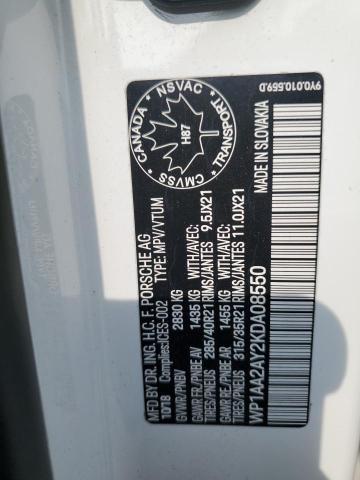 MFD BY DR. ING. H.C. F. PORSCHE AG
10/18 Complies: ICES-002 TYPE: MPV/VTUM
GVWR/PNBV 2830 KG
GAWR FR/PNBE AV 1435 KG WITH/AVEC:
TIRES/PNEUS 285/40R21 RIMS/JANTES 9.5JX21
GAWR RR/PNBE AR 1455 KG WITH/AVEC:
TIRES/PNEUS 315/35R21 RIMS/JANTES 11.0JX21
WP1AA2AY2KDA08550
CANADA NSVAC
H87
CMVSS TRANSPORT
MADE IN SLOVAKIA
9Y0.010.559.D